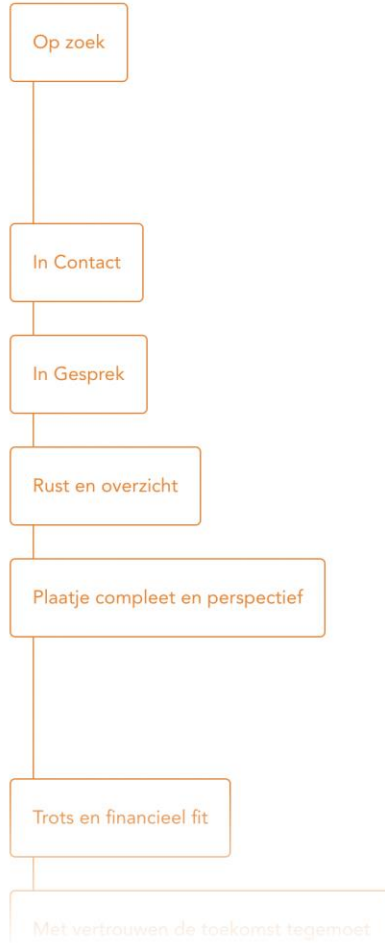 Op zoek
In Contact
In Gesprek
Rust en overzicht
Plaatje compleet en perspectief
Trots en financieel fit
Met vertrouwen de toekomst tegemoet